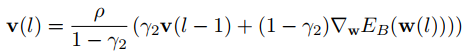 v(l) = ρ / (1 − γ₂) (γ₂v(l − 1) + (1 − γ₂)∇_w E_B(w(l))))